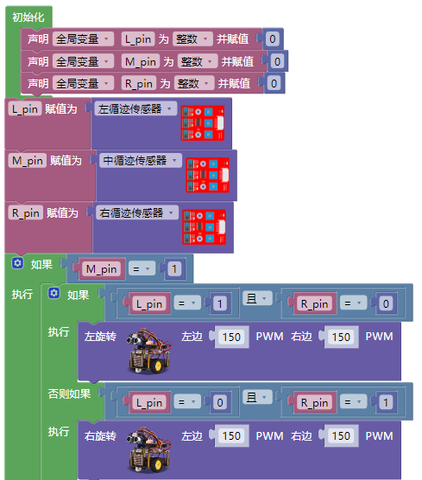 初始化
声明 全局变量 L_pin 为 整数 并赋值 0
声明 全局变量 M_pin 为 整数 并赋值 0
声明 全局变量 R_pin 为 整数 并赋值 0
L_pin 赋值为 左循迹传感器
M_pin 赋值为 中循迹传感器
R_pin 赋值为 右循迹传感器
如果 M_pin = 1
执行 如果 L_pin = 1 且 R_pin = 0
执行 左旋转 左边 150 PWM 右边 150 PWM
否则如果 L_pin = 0 且 R_pin = 1
执行 右旋转 左边 150 PWM 右边 150 PWM